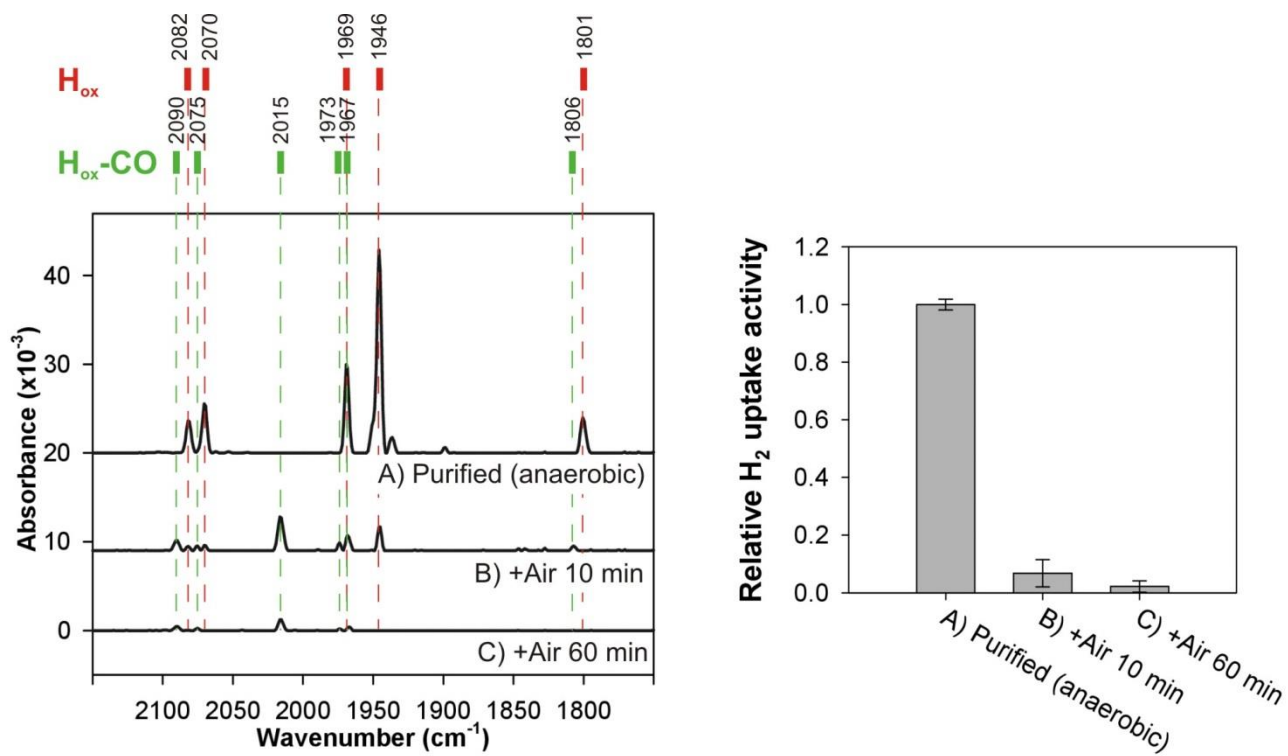 2082
2070
1969
1946
1801
Hox
2090
2075
2015
1973
1967
1806
Hox-CO
Absorbance (x10-3)
40
30
20
10
0
A) Purified (anaerobic)
B) +Air 10 min
C) +Air 60 min
2100 2050 2000 1950 1900 1850 1800
Wavenumber (cm-1)
Relative H2 uptake activity
1.2
1.0
0.8
0.6
0.4
0.2
0.0
A) Purified (anaerobic)
B) +Air 10 min
C) +Air 60 min